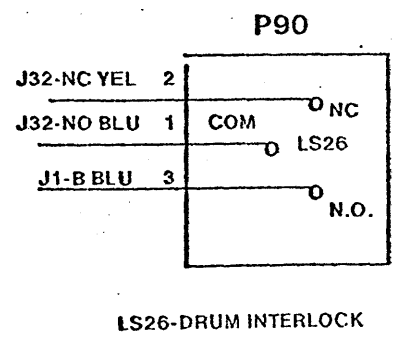 P90
J32-NC YEL 2
NC
J32-NO BLU 1 COM
LS26
J1-B BLU 3
N.O.
LS26-DRUM INTERLOCK